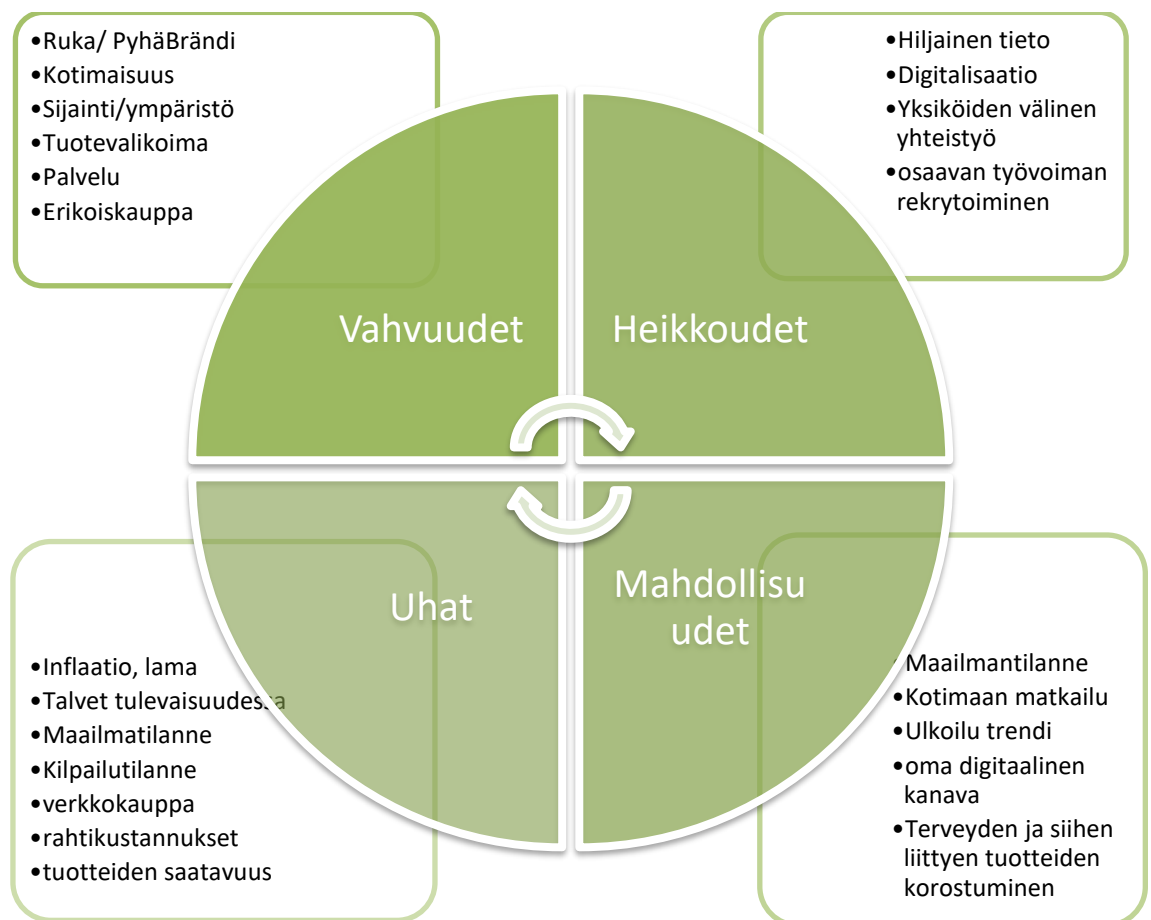 •Ruka/ PyhäBrändi
•Kotimaisuus
•Sijainti/ympäristö
•Tuotevalikoima
•Palvelu
•Erikoiskauppa
•Hiljainen tieto
•Digitalisaatio
•Yksiköiden välinen
yhteistyö
•osaavan työvoiman
rekrytoiminen
Vahvuudet
Heikkoudet
Uhat
Mahdollisu
udet
•Inflaatio, lama
•Talvet tulevaisuudessa
•Maailmatilanne
•Kilpailutilanne
•verkkokauppa
•rahtikustannukset
•tuotteiden saatavuus
•Maailmantilanne
•Kotimaan matkailu
•Ulkoilu trendi
•oma digitaalinen
kanava
•Terveyden ja siihen
liittyen tuotteiden
korostuminen